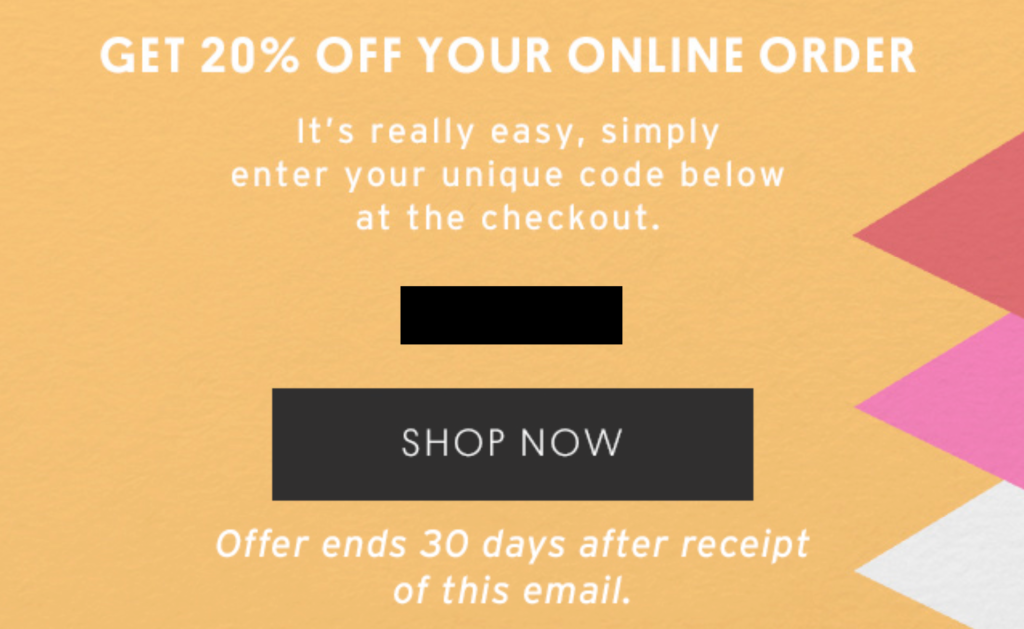 GET 20% OFF YOUR ONLINE ORDER
It's really easy, simply
enter your unique code below
at the checkout.
SHOP NOW
Offer ends 30 days after receipt
of this email.